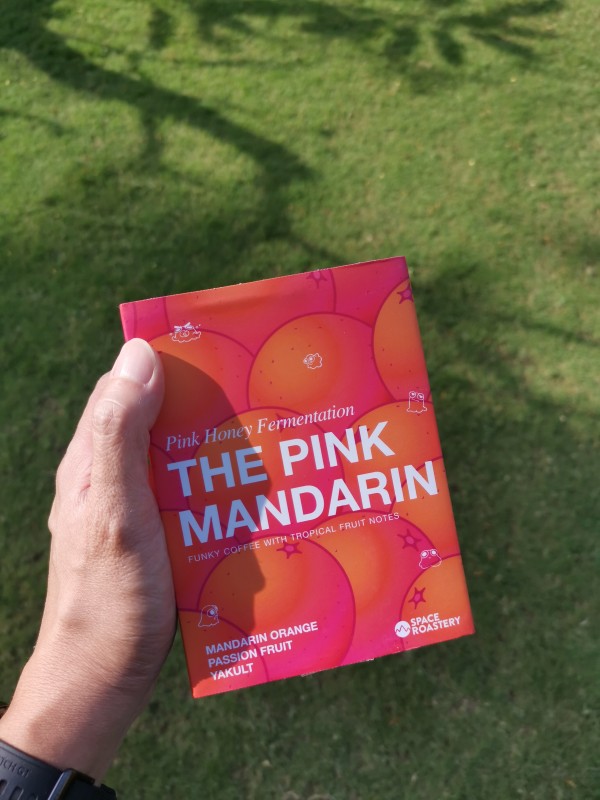 Pink Honey Fermentation
THE PINK
MANDARIN
FUNKY COFFEE WITH TROPICAL FRUIT NOTES
MANDARIN ORANGE
PASSION FRUIT
YAKULT
SPACE
ROASTERY